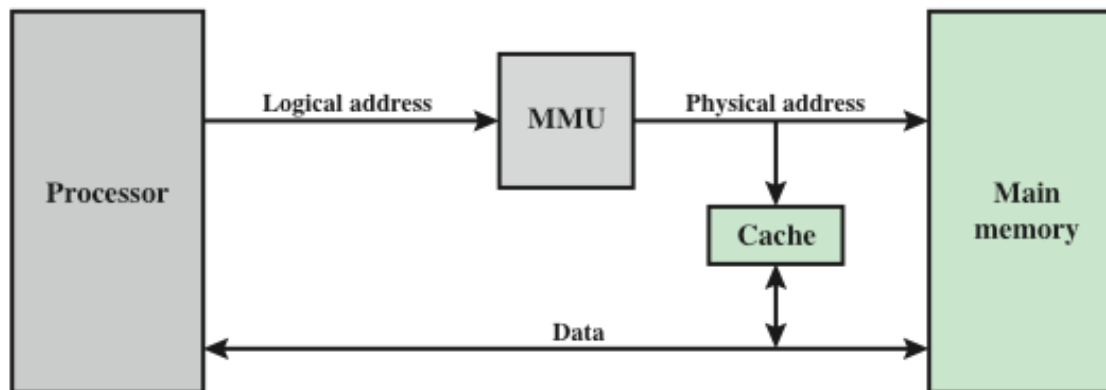 Logical address
MMU
Physical address
Processor
Cache
Main
memory
Data